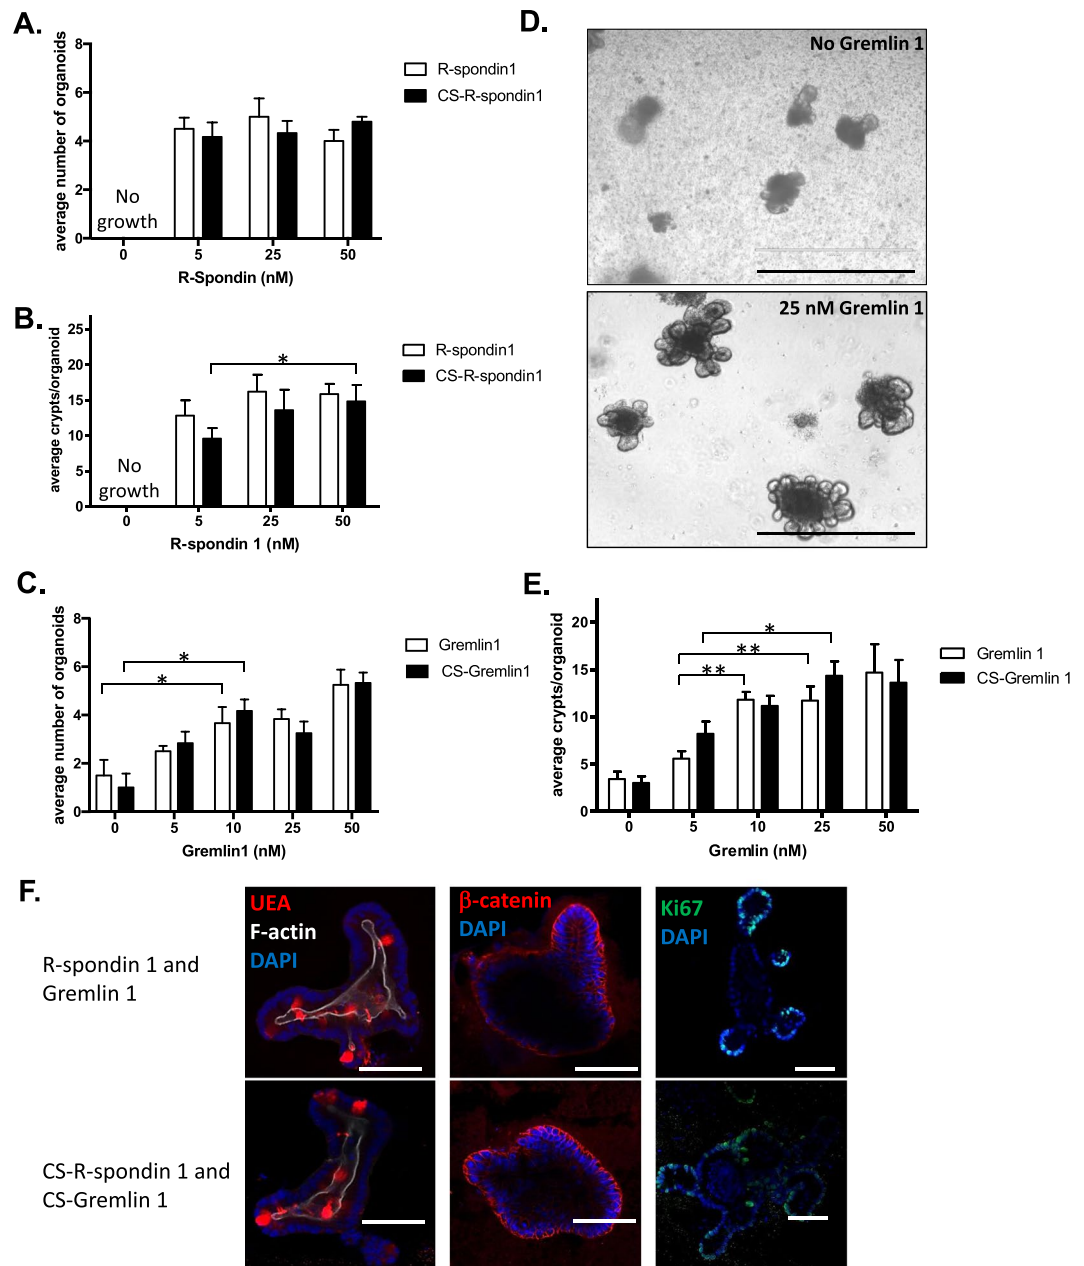 A.
average number of organoids
8
6
4
2
0
No
growth
0
5
25
50
R-Spondin (nM)
R-spondin1
CS-R-spondin1
B.
average crypts/organoid
25
20
15
10
5
0
No
growth
*
0
5
25
50
R-spondin 1 (nM)
R-spondin1
CS-R-spondin1
C.
average number of organoids
8
6
4
2
0
*
*
0
5
10
25
50
Gremlin1 (nM)
Gremlin1
CS-Gremlin1
D.
No Gremlin 1
25 nM Gremlin 1
E.
average crypts/organoid
20
15
10
5
0
*
**
**
0
5
10
25
50
Gremlin (nM)
Gremlin 1
CS-Gremlin 1
F.
R-spondin 1 and
Gremlin 1
UEA
F-actin
DAPI
β-catenin
DAPI
Ki67
DAPI
CS-R-spondin 1 and
CS-Gremlin 1